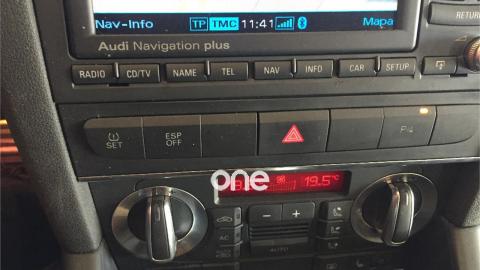 Nav-Info TP TMC 11:41 Mapa
Audi Navigation plus
RETURN
RADIO CD/TV NAME TEL NAV INFO CAR SETUP
SET ESP OFF P
one
19.5°C
AC
- +
AUTO